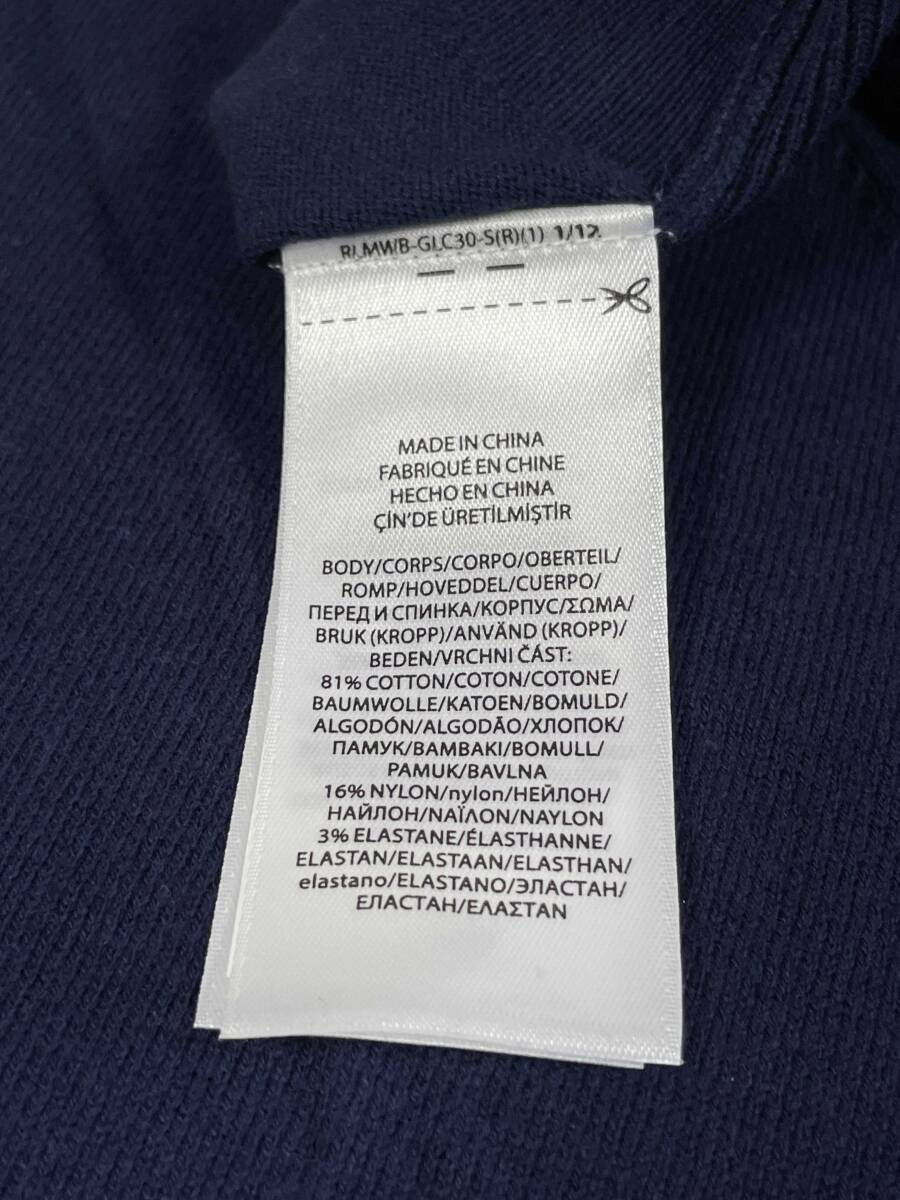 RLMW/B-GLC30-S(R)(1) 1/12
MADE IN CHINA
FABRIQUÉ EN CHINE
HECHO EN CHINA
ÇİN'DE ÜRETİLMİŞTİR
BODY/CORPS/CORPO/OBERTEIL/
ROMP/HOVEDDEL/CUERPO/
ПЕРЕД И СПИНКА/КОРПУС/ΣΩΜΑ/
BRUK (KROPP)/ANVÄND (KROPP)/
BEDEN/VRCHNI ČÁST:
81% COTTON/COTON/COTONE/
BAUMWOLLE/KATOEN/BOMULD/
ALGODÓN/ALGODÃO/ХЛОПОК/
ПАМУК/BAMBAKI/BOMULL/
PAMUK/BAVLNA
16% NYLON/nylon/НЕЙЛОН/
НАЙЛОН/ΝΑΪΛΟΝ/NAYLON
3% ELASTANE/ÉLASTHANNE/
ELASTAN/ELASTAAN/ELASTHAN/
elastano/ELASTANO/ЭЛАСТАН/
ЕЛАСТАН/ΕΛΑΣΤΑΝ